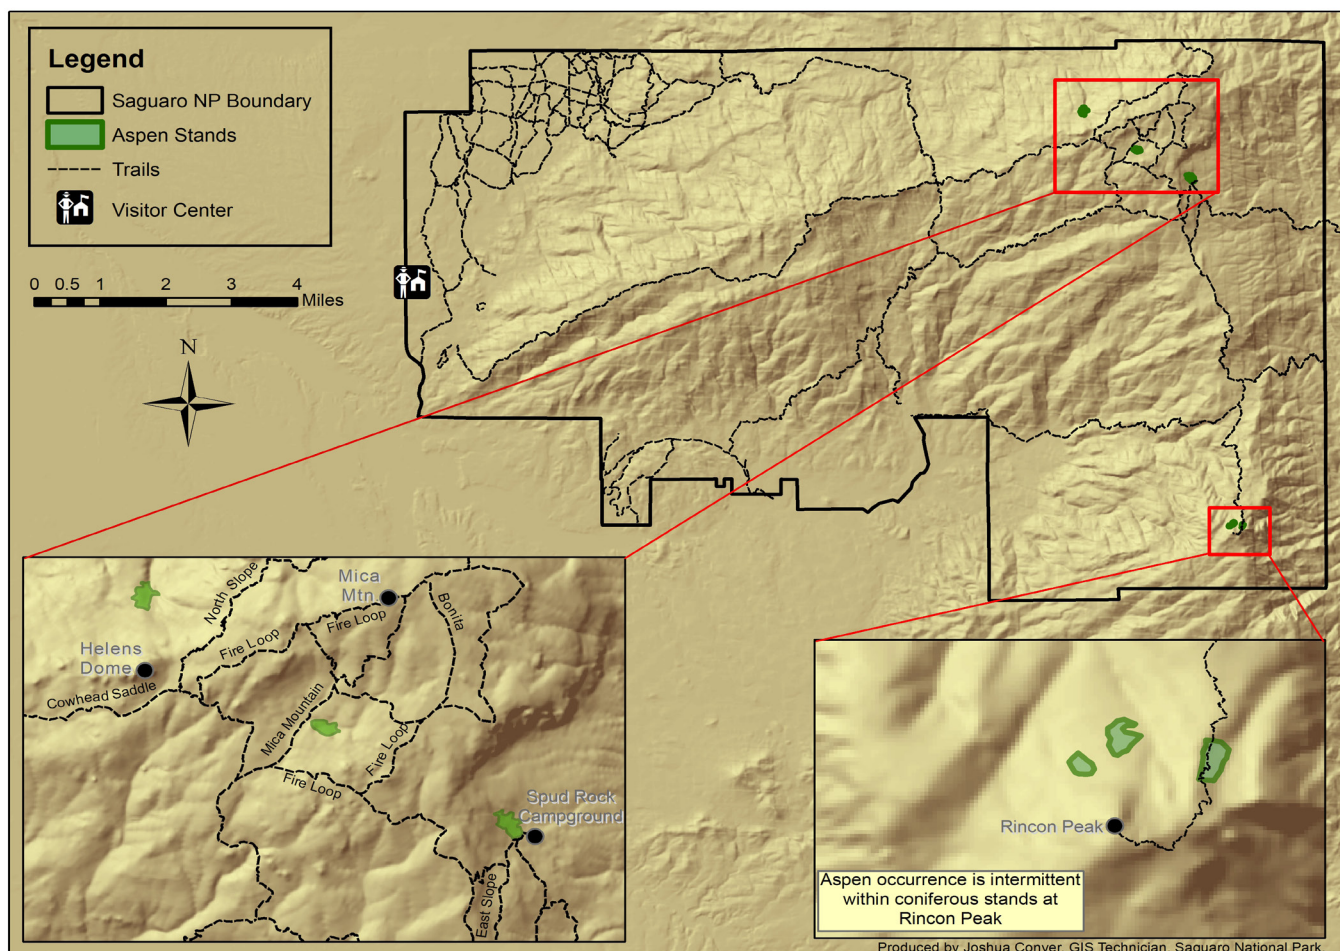 Legend
Saguaro NP Boundary
Aspen Stands
Trails
Visitor Center
0 0.5 1 2 3 4
Miles
N
North Slope
Mica
Mtn.
Fire Loop
Bonita
Fire Loop
Helens
Dome
Cowhead Saddle
Mica Mountain
Fire Loop
Fire Loop
Spud Rock
Campground
East Slope
Rincon Peak
Aspen occurrence is intermittent
within coniferous stands at
Rincon Peak
Produced by Joshua Conver, GIS Technician, Saguaro National Park